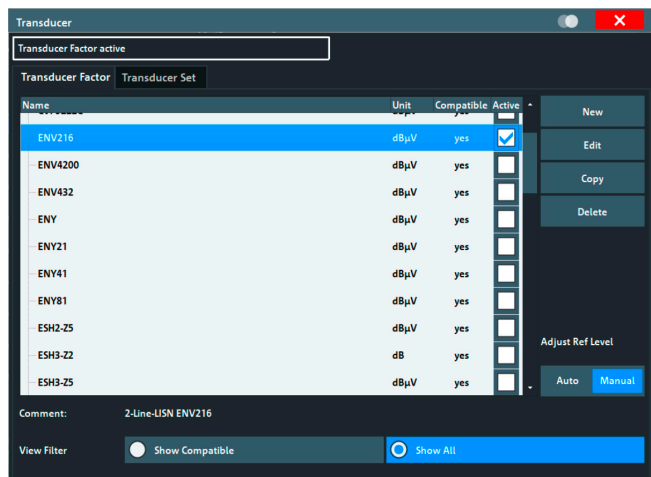 Transducer
Transducer Factor active
Transducer Factor Transducer Set
Name Unit Compatible Active
New
ENV216 dBµV yes
Edit
ENV4200 dBµV yes
Copy
ENV432 dBµV yes
Delete
ENY dBµV yes
ENY21 dBµV yes
ENY41 dBµV yes
ENY81 dBµV yes
ESH2-Z5 dBµV yes
Adjust Ref Level
ESH3-Z2 dB yes
ESH3-Z5 dBµV yes
Auto Manual
Comment: 2-Line-LISN ENV216
View Filter Show Compatible Show All